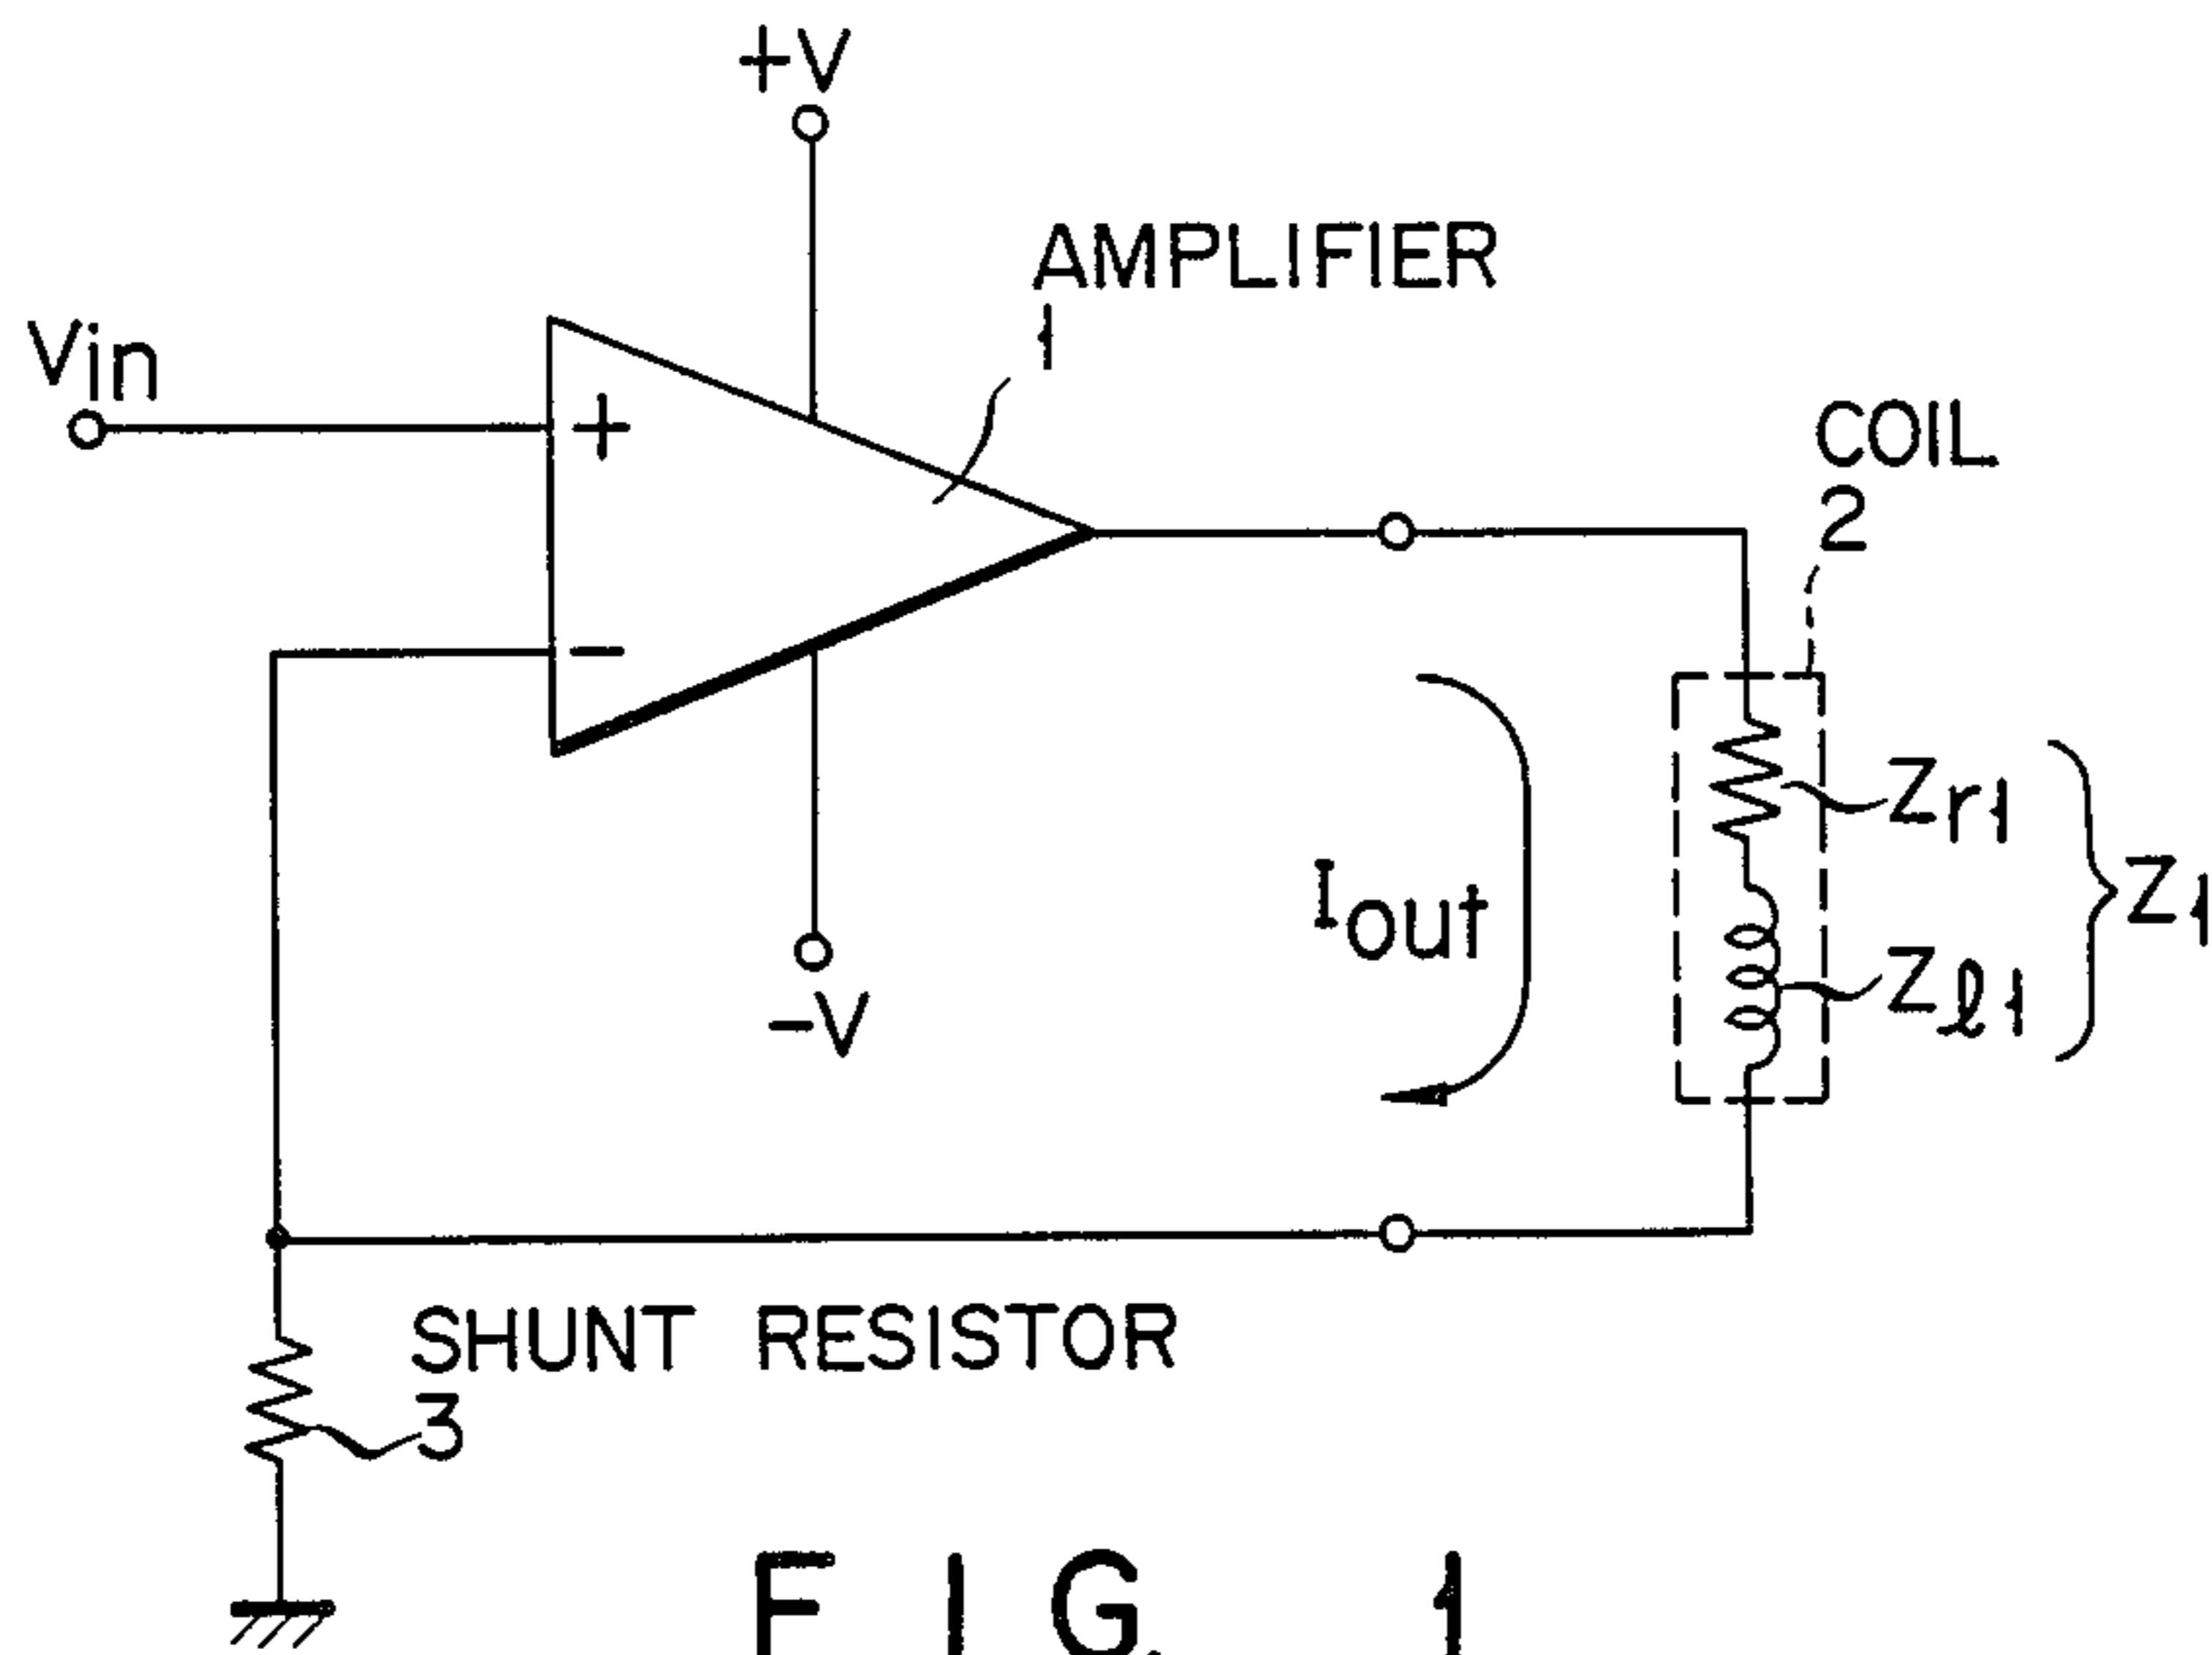 +V
AMPLIFIER
1
Vin
+
COIL
2
-
Zr1
Iout
Z1
Zℓ1
-V
SHUNT RESISTOR
3
FIG. 1